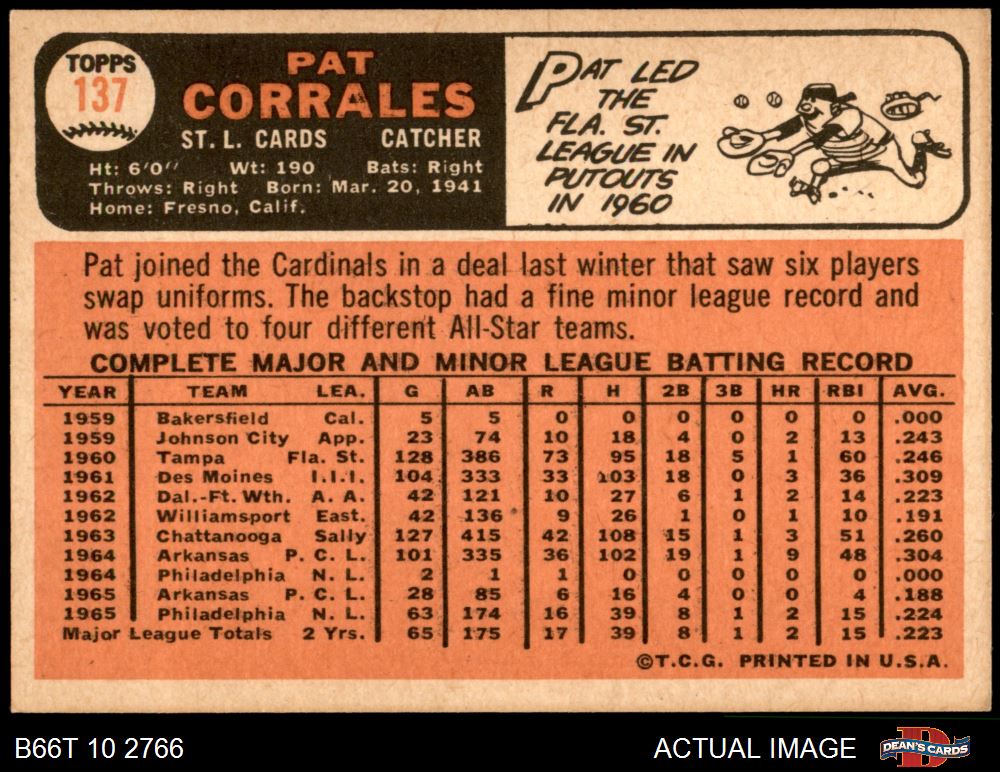 TOPPS
137
PAT
CORRALES
ST. L. CARDS CATCHER
Ht: 6'0" Wt: 190 Bats: Right
Throws: Right Born: Mar. 20, 1941
Home: Fresno, Calif.
PAT LED
THE
FLA. ST.
LEAGUE IN
PUTOUTS
IN 1960
Pat joined the Cardinals in a deal last winter that saw six players
swap uniforms. The backstop had a fine minor league record and
was voted to four different All-Star teams.
COMPLETE MAJOR AND MINOR LEAGUE BATTING RECORD
YEAR TEAM LEA. G AB R H 2B 3B HR RBI AVG.
1959 Bakersfield Cal. 5 5 0 0 0 0 0 0 .000
1959 Johnson City App. 23 74 10 18 4 0 2 13 .243
1960 Tampa Fla. St. 128 386 73 95 18 5 1 60 .246
1961 Des Moines I.I.I. 104 333 33 103 18 0 3 36 .309
1962 Dal.-Ft. Wth. A. A. 42 121 10 27 6 1 2 14 .223
1962 Williamsport East. 42 136 9 26 1 0 1 10 .191
1963 Chattanooga Sally 127 415 42 108 15 1 3 51 .260
1964 Arkansas P. C. L. 101 335 36 102 19 1 9 48 .304
1964 Philadelphia N. L. 2 1 1 0 0 0 0 0 .000
1965 Arkansas P. C. L. 28 85 6 16 4 0 0 4 .188
1965 Philadelphia N. L. 63 174 16 39 8 1 2 15 .224
Major League Totals 2 Yrs. 65 175 17 39 8 1 2 15 .223
©T.C.G. PRINTED IN U.S.A.
B66T 10 2766 ACTUAL IMAGE
D
DEAN'S CARDS